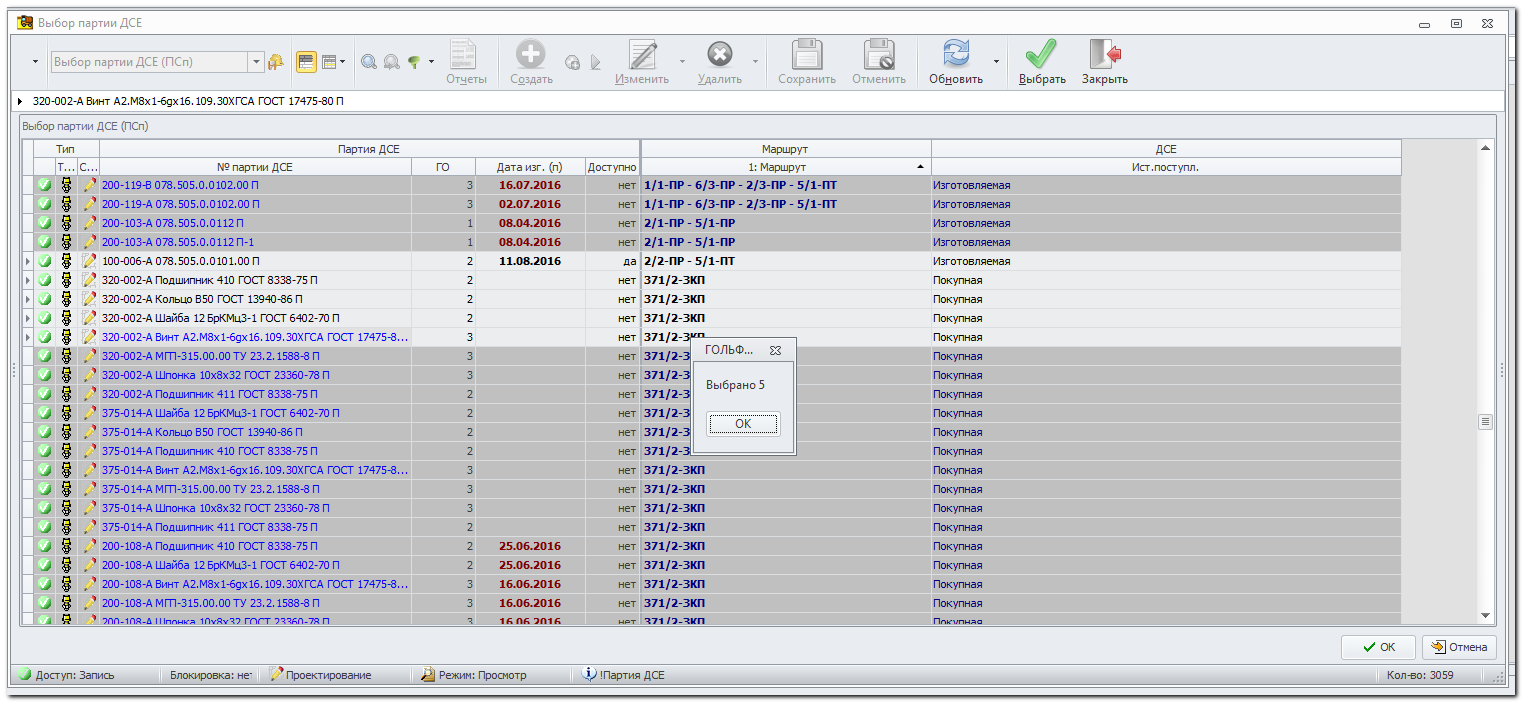 Выбор партии ДСЕ
Выбор партии ДСЕ (ПСп) Отчеты Создать Изменить Удалить Сохранить Отменить Обновить Выбрать Закрыть
320-002-А Винт А2.М8х1-6gх16.109.30ХГСА ГОСТ 17475-80 П
Выбор партии ДСЕ (ПСп)
Тип Партия ДСЕ Маршрут ДСЕ
Т... С... № партии ДСЕ ГО Дата изг. (п) Доступно 1: Маршрут Ист.поступл.
200-119-В 078.505.0.0102.00 П 3 16.07.2016 нет 1/1-ПР - 6/3-ПР - 2/3-ПР - 5/1-ПТ Изготовляемая
200-119-А 078.505.0.0102.00 П 3 02.07.2016 нет 1/1-ПР - 6/3-ПР - 2/3-ПР - 5/1-ПТ Изготовляемая
200-103-А 078.505.0.0112 П 1 08.04.2016 нет 2/1-ПР - 5/1-ПР Изготовляемая
200-103-А 078.505.0.0112 П-1 1 08.04.2016 нет 2/1-ПР - 5/1-ПР Изготовляемая
100-006-А 078.505.0.0101.00 П 2 11.08.2016 да 2/2-ПР - 5/1-ПТ Изготовляемая
320-002-А Подшипник 410 ГОСТ 8338-75 П 2 нет 371/2-ЗКП Покупная
320-002-А Кольцо В50 ГОСТ 13940-86 П 2 нет 371/2-ЗКП Покупная
320-002-А Шайба 12 БрКМц3-1 ГОСТ 6402-70 П 2 нет 371/2-ЗКП Покупная
320-002-А Винт А2.М8х1-6gх16.109.30ХГСА ГОСТ 17475-8... 3 нет 371/2-ЗКП Покупная
320-002-А МГП-315.00.00 ТУ 23.2.1588-8 П 3 нет 371/2-З Покупная
320-002-А Шпонка 10х8х32 ГОСТ 23360-78 П 3 нет 371/2-З Покупная
320-002-А Подшипник 411 ГОСТ 8338-75 П 2 нет 371/2-З Покупная
375-014-А Шайба 12 БрКМц3-1 ГОСТ 6402-70 П 2 нет 371/2-З Покупная
375-014-А Кольцо В50 ГОСТ 13940-86 П 2 нет 371/2-З Покупная
375-014-А Подшипник 410 ГОСТ 8338-75 П 2 нет 371/2-З Покупная
375-014-А Винт А2.М8х1-6gх16.109.30ХГСА ГОСТ 17475-8... 3 нет 371/2-ЗКП Покупная
375-014-А МГП-315.00.00 ТУ 23.2.1588-8 П 3 нет 371/2-ЗКП Покупная
375-014-А Шпонка 10х8х32 ГОСТ 23360-78 П 3 нет 371/2-ЗКП Покупная
375-014-А Подшипник 411 ГОСТ 8338-75 П 2 нет 371/2-ЗКП Покупная
200-108-А Подшипник 410 ГОСТ 8338-75 П 2 25.06.2016 нет 371/2-ЗКП Покупная
200-108-А Шайба 12 БрКМц3-1 ГОСТ 6402-70 П 2 25.06.2016 нет 371/2-ЗКП Покупная
200-108-А Винт А2.М8х1-6gх16.109.30ХГСА ГОСТ 17475-8... 3 16.06.2016 нет 371/2-ЗКП Покупная
200-108-А МГП-315.00.00 ТУ 23.2.1588-8 П 3 16.06.2016 нет 371/2-ЗКП Покупная
200-108-А Шпонка 10х8х32 ГОСТ 23360-78 П 3 16.06.2016 нет 371/2-ЗКП Покупная
ГОЛЬФ...
Выбрано 5
ОК
ОК Отмена
Доступ: Запись Блокировка: нет Проектирование Режим: Просмотр !Партия ДСЕ Кол-во: 3059